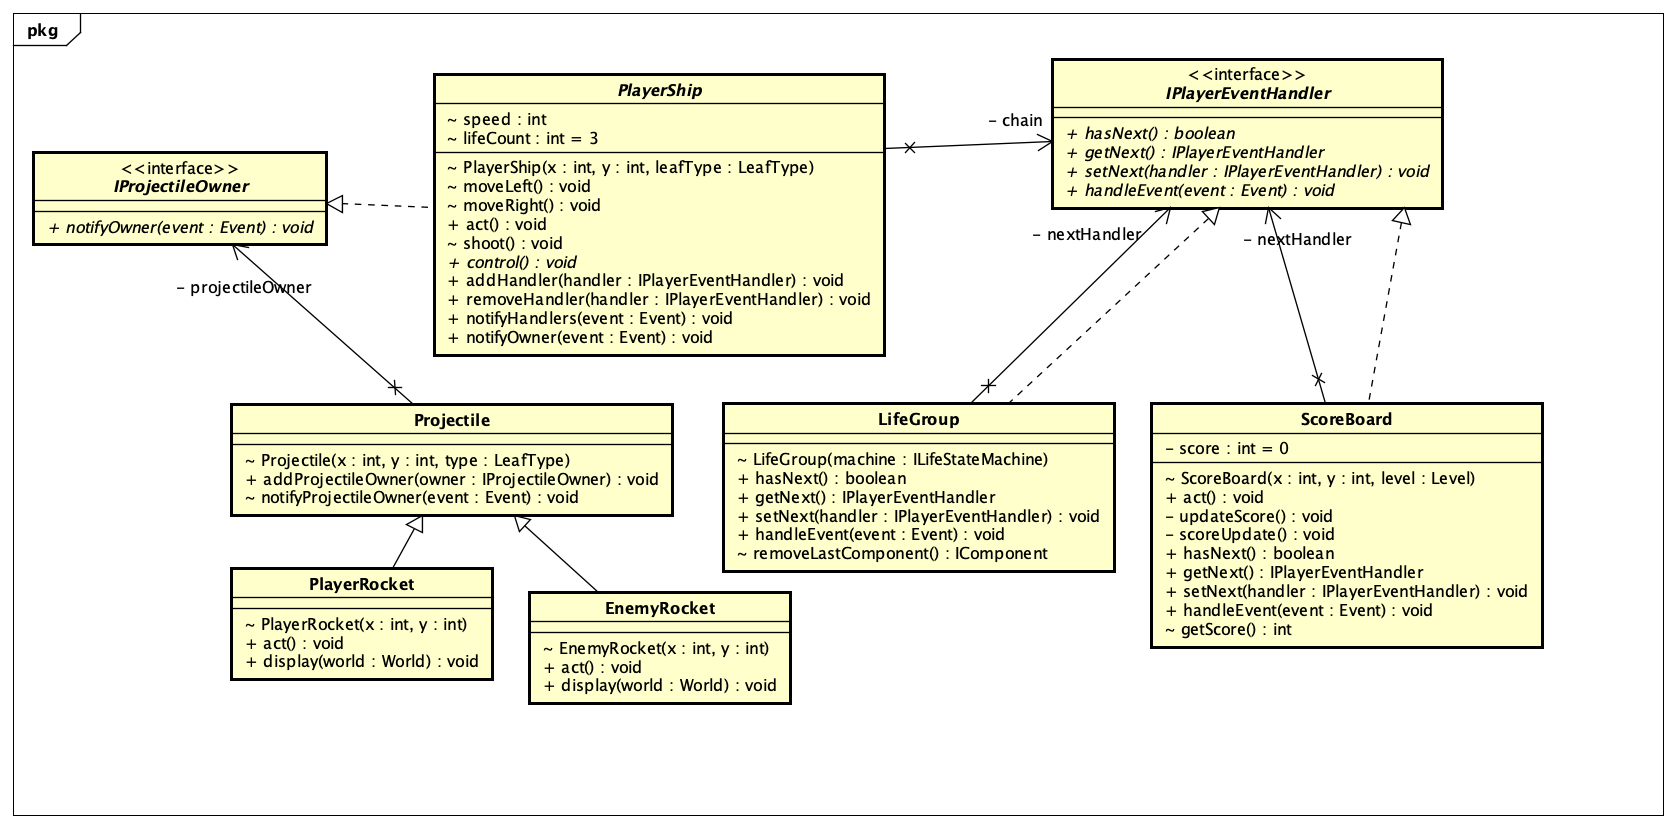 pkg
PlayerShip
~ speed : int
~ lifeCount : int = 3
~ PlayerShip(x : int, y : int, leafType : LeafType)
~ moveLeft() : void
~ moveRight() : void
+ act() : void
~ shoot() : void
+ control() : void
+ addHandler(handler : IPlayerEventHandler) : void
+ removeHandler(handler : IPlayerEventHandler) : void
+ notifyHandlers(event : Event) : void
+ notifyOwner(event : Event) : void
- chain
<<interface>>
IPlayerEventHandler
+ hasNext() : boolean
+ getNext() : IPlayerEventHandler
+ setNext(handler : IPlayerEventHandler) : void
+ handleEvent(event : Event) : void
<<interface>>
IProjectileOwner
+ notifyOwner(event : Event) : void
- projectileOwner
- nextHandler
- nextHandler
Projectile
~ Projectile(x : int, y : int, type : LeafType)
+ addProjectileOwner(owner : IProjectileOwner) : void
~ notifyProjectileOwner(event : Event) : void
LifeGroup
~ LifeGroup(machine : ILifeStateMachine)
+ hasNext() : boolean
+ getNext() : IPlayerEventHandler
+ setNext(handler : IPlayerEventHandler) : void
+ handleEvent(event : Event) : void
~ removeLastComponent() : IComponent
ScoreBoard
- score : int = 0
~ ScoreBoard(x : int, y : int, level : Level)
+ act() : void
- updateScore() : void
- scoreUpdate() : void
+ hasNext() : boolean
+ getNext() : IPlayerEventHandler
+ setNext(handler : IPlayerEventHandler) : void
+ handleEvent(event : Event) : void
~ getScore() : int
PlayerRocket
~ PlayerRocket(x : int, y : int)
+ act() : void
+ display(world : World) : void
EnemyRocket
~ EnemyRocket(x : int, y : int)
+ act() : void
+ display(world : World) : void